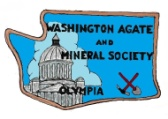 WASHINGTON AGATE
AND
MINERAL SOCIETY
OLYMPIA